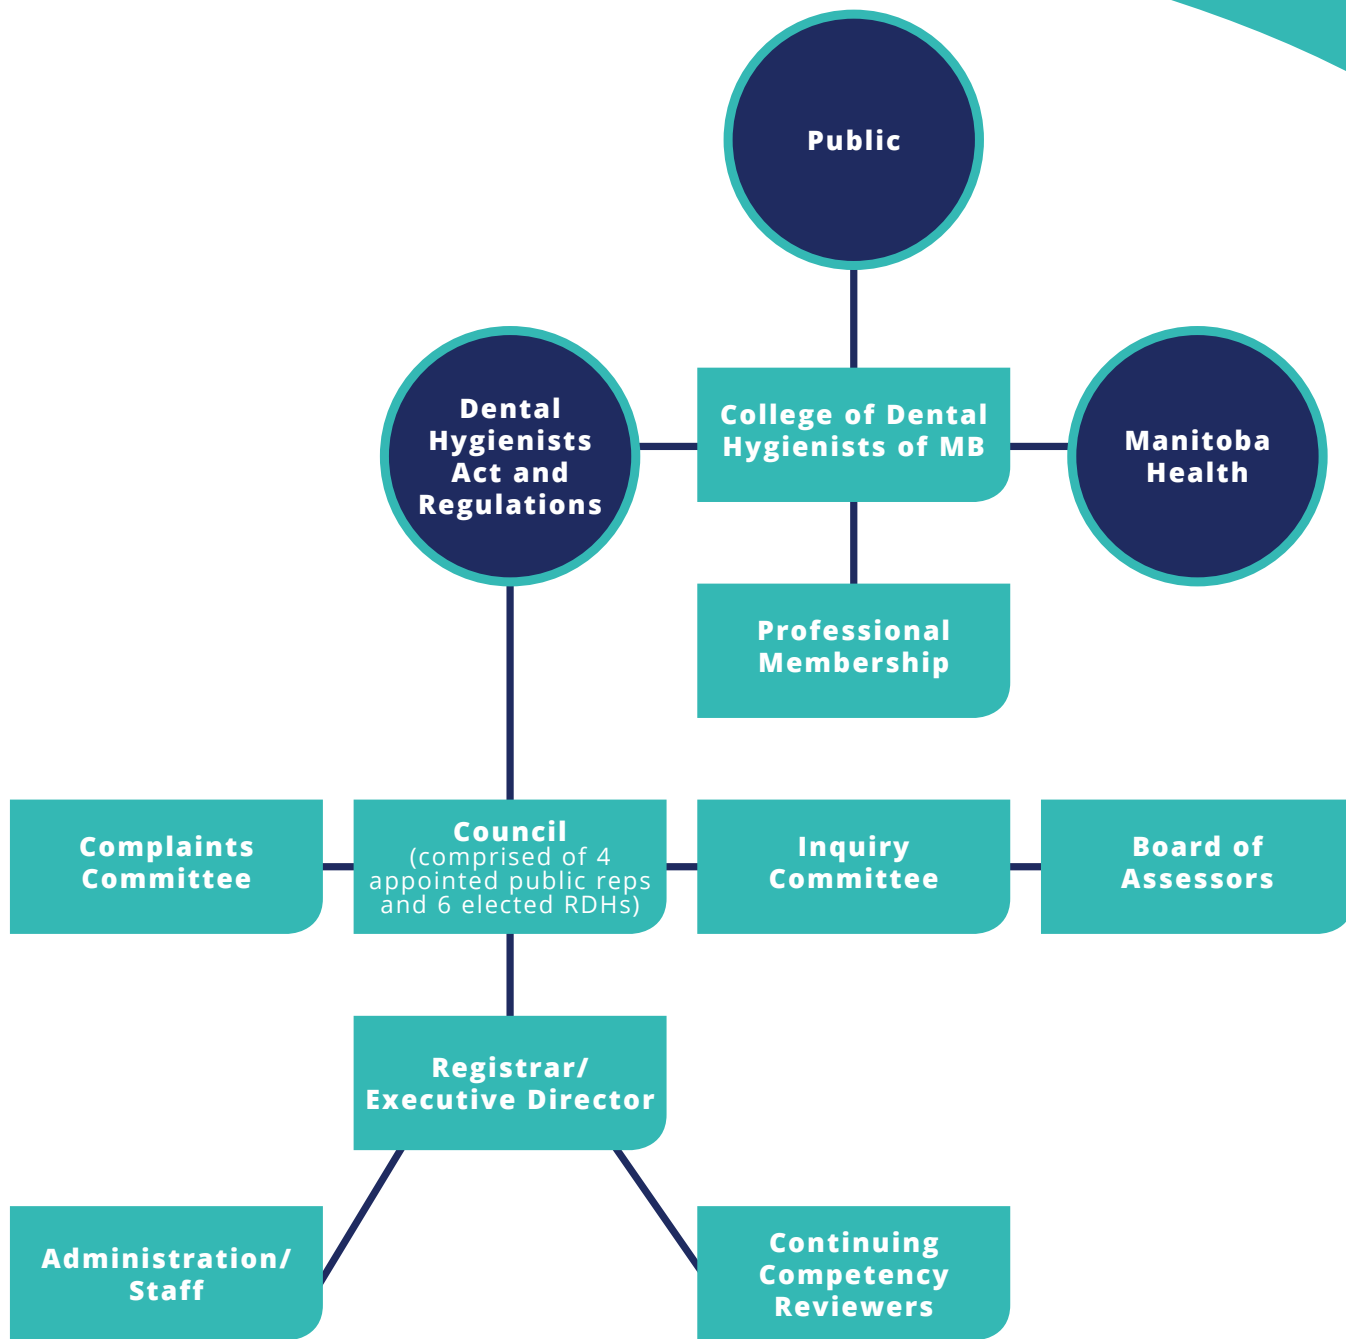 Public
Dental
Hygienists
Act and
Regulations
College of Dental
Hygienists of MB
Manitoba
Health
Professional
Membership
Complaints
Committee
Council
(comprised of 4
appointed public reps
and 6 elected RDHs)
Inquiry
Committee
Board of
Assessors
Registrar/
Executive Director
Administration/
Staff
Continuing
Competency
Reviewers